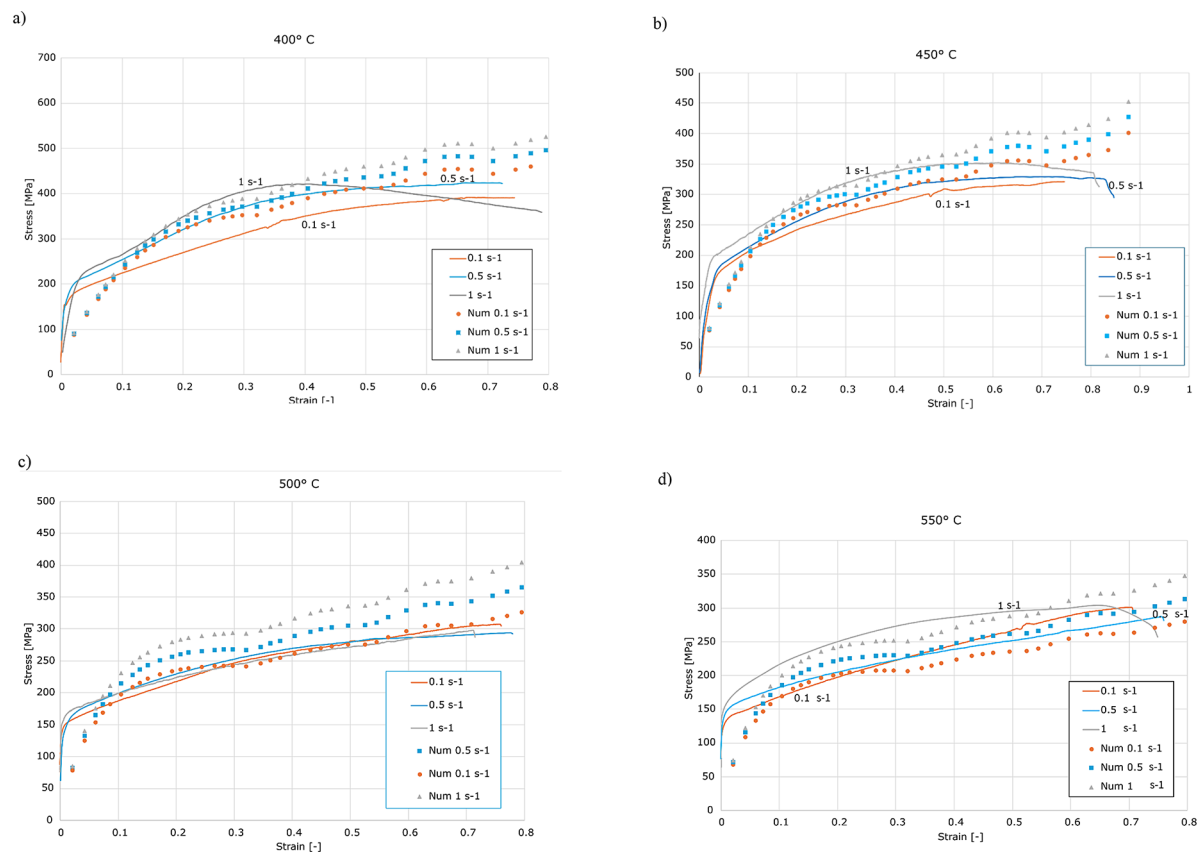 a)
400° C
700
600
500
400
300
200
100
0
Stress [MPa]
1 s-1
0.5 s-1
0.1 s-1
0.1 s-1
0.5 s-1
1 s-1
Num 0.1 s-1
Num 0.5 s-1
Num 1 s-1
0 0.1 0.2 0.3 0.4 0.5 0.6 0.7 0.8
Strain [-]
b)
450° C
500
450
400
350
300
250
200
150
100
50
0
Stress [MPa]
1 s-1
0.5 s-1
0.1 s-1
0.1 s-1
0.5 s-1
1 s-1
Num 0.1 s-1
Num 0.5 s-1
Num 1 s-1
0 0.1 0.2 0.3 0.4 0.5 0.6 0.7 0.8 0.9 1
Strain [-]
c)
500° C
500
450
400
350
300
250
200
150
100
50
0
Stress [MPa]
0.1 s-1
0.5 s-1
1 s-1
Num 0.5 s-1
Num 0.1 s-1
Num 1 s-1
0 0.1 0.2 0.3 0.4 0.5 0.6 0.7 0.8
Strain [-]
d)
550° C
400
350
300
250
200
150
100
50
0
Stress [MPa]
1 s-1
0.5 s-1
0.1 s-1
0.1 s-1
0.5 s-1
1 s-1
Num 0.1 s-1
Num 0.5 s-1
Num 1 s-1
0 0.1 0.2 0.3 0.4 0.5 0.6 0.7 0.8
Strain [-]